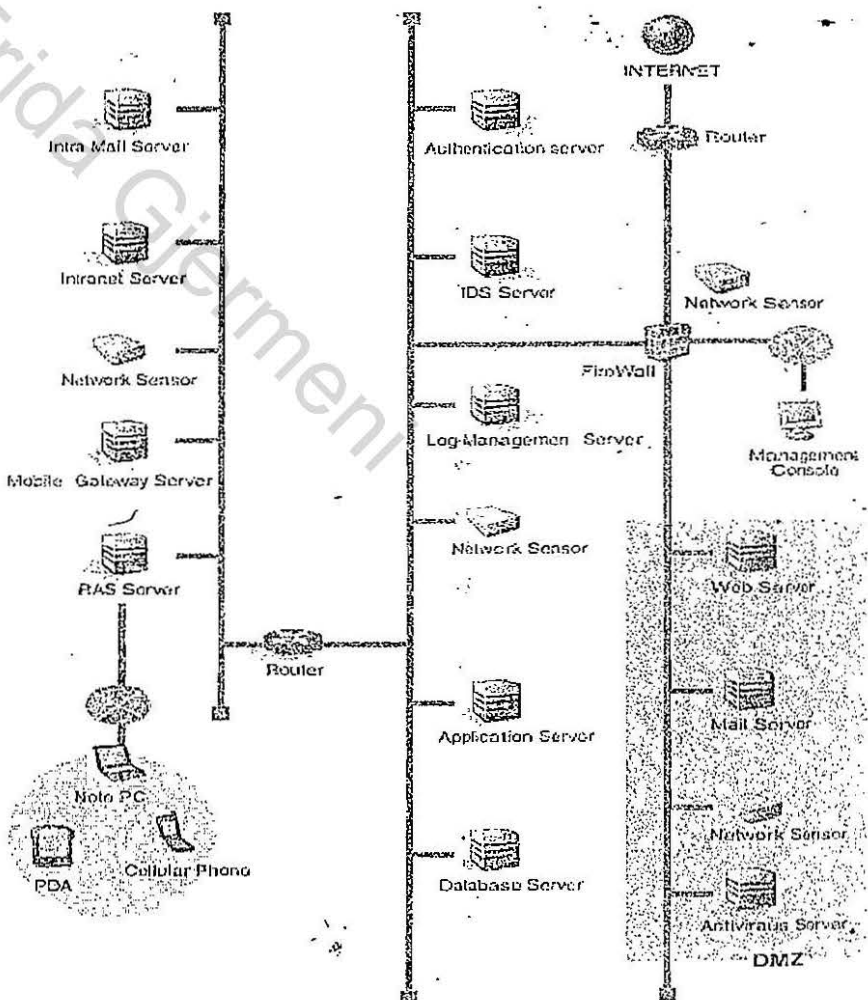 Frida Gjermeni
INTERNET
Intra Mail Server
Authentication server
Router
Intranet Server
IDS Server
Network Sensor
Network Sensor
FireWall
Log Managemen Server
Management
Console
Mobile Gateway Server
Network Sensor
RAS Server
Web Server
Router
Application Server
Mail Server
Note PC
PDA
Cellular Phone
Database Server
Network Sensor
Antivirus Server
DMZ